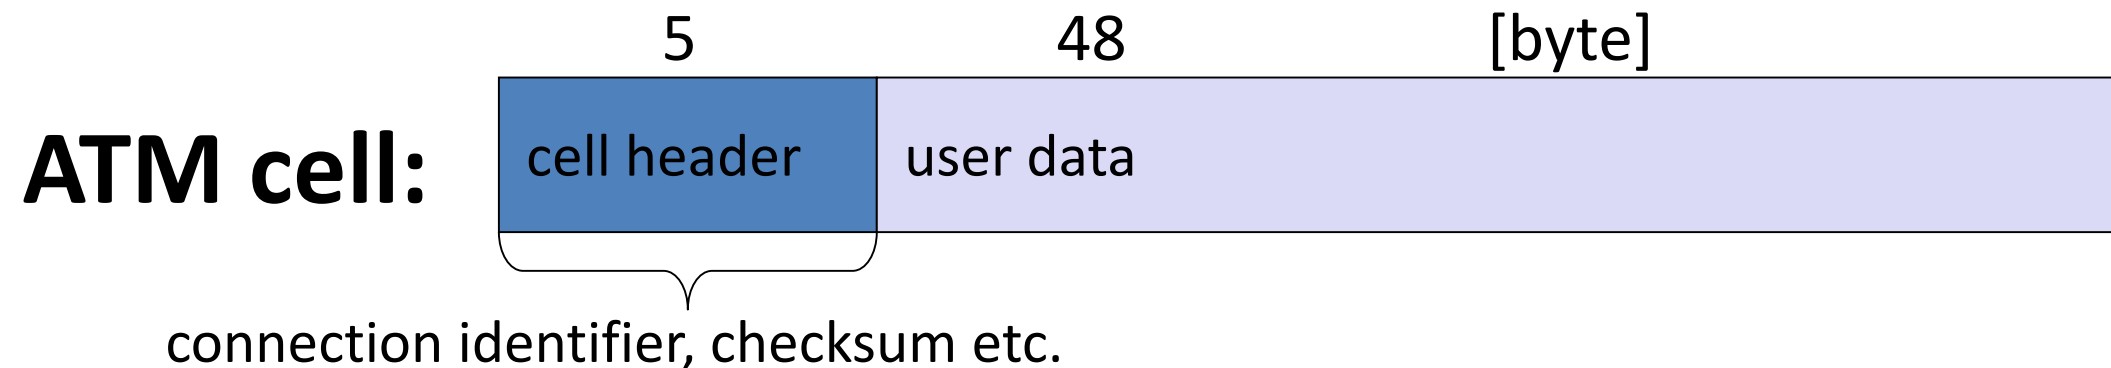 5 48 [byte]
ATM cell: cell header user data
connection identifier, checksum etc.